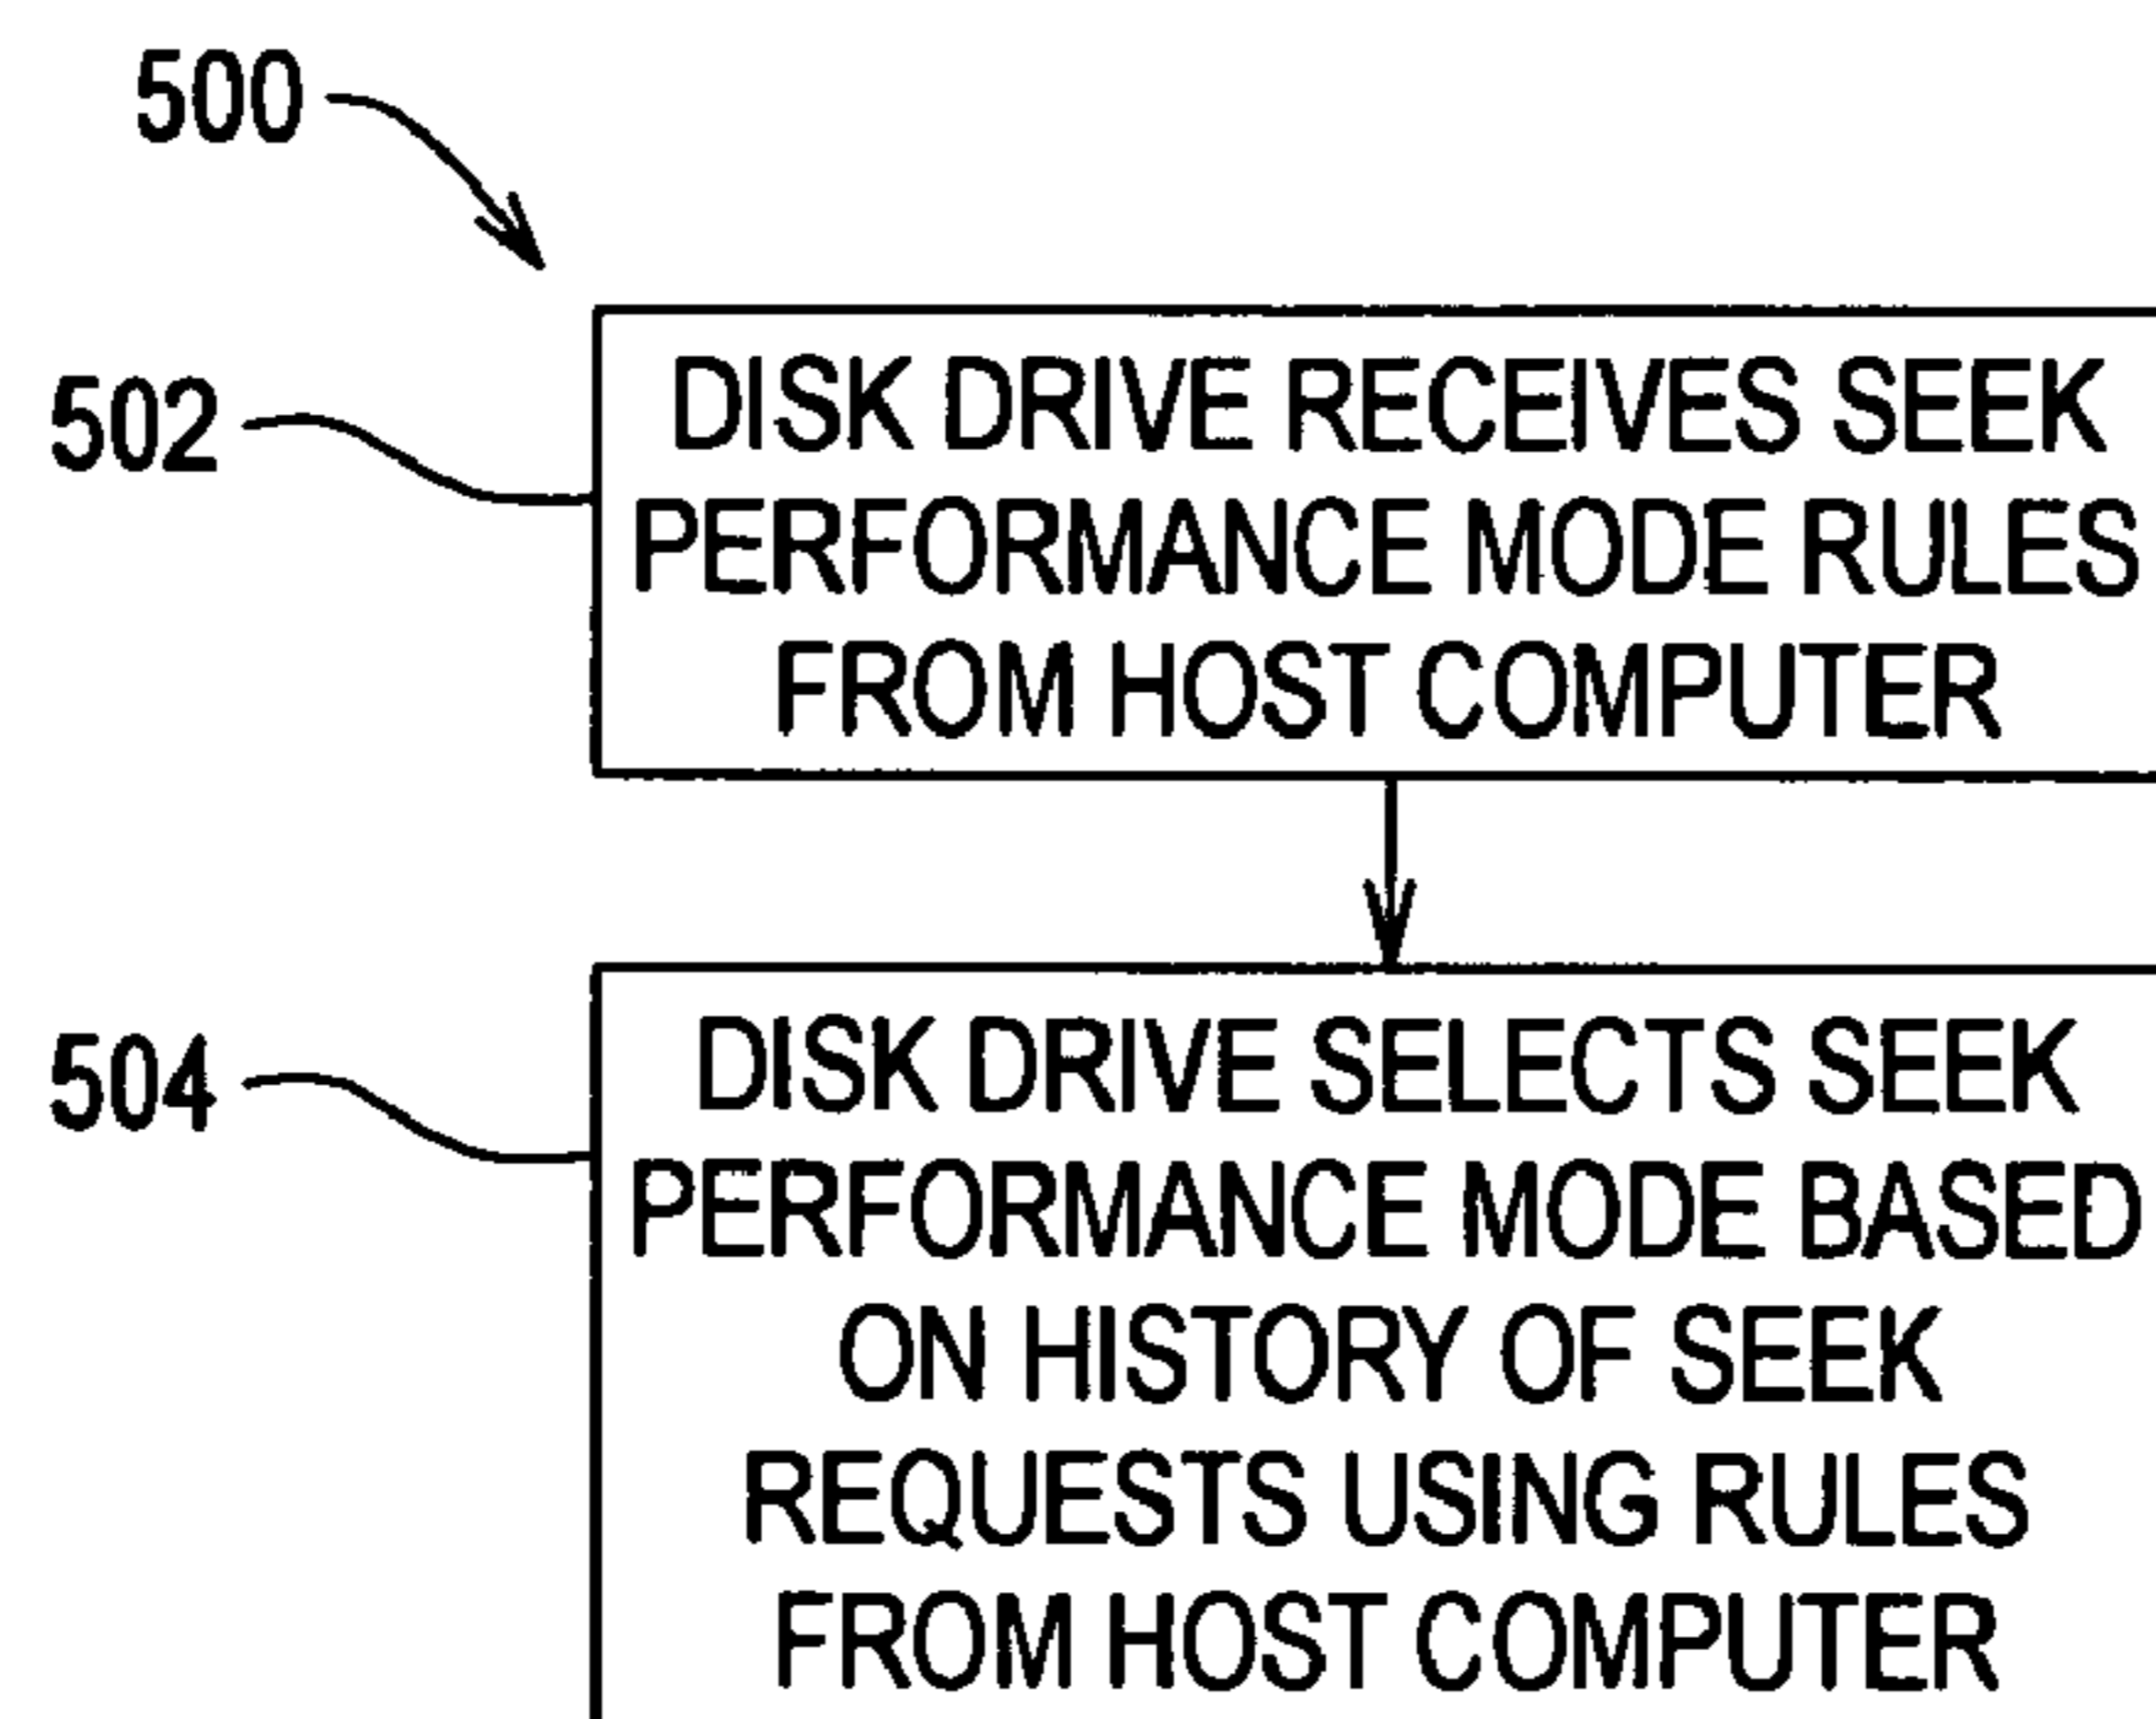 500
502
DISK DRIVE RECEIVES SEEK
PERFORMANCE MODE RULES
FROM HOST COMPUTER
504
DISK DRIVE SELECTS SEEK
PERFORMANCE MODE BASED
ON HISTORY OF SEEK
REQUESTS USING RULES
FROM HOST COMPUTER